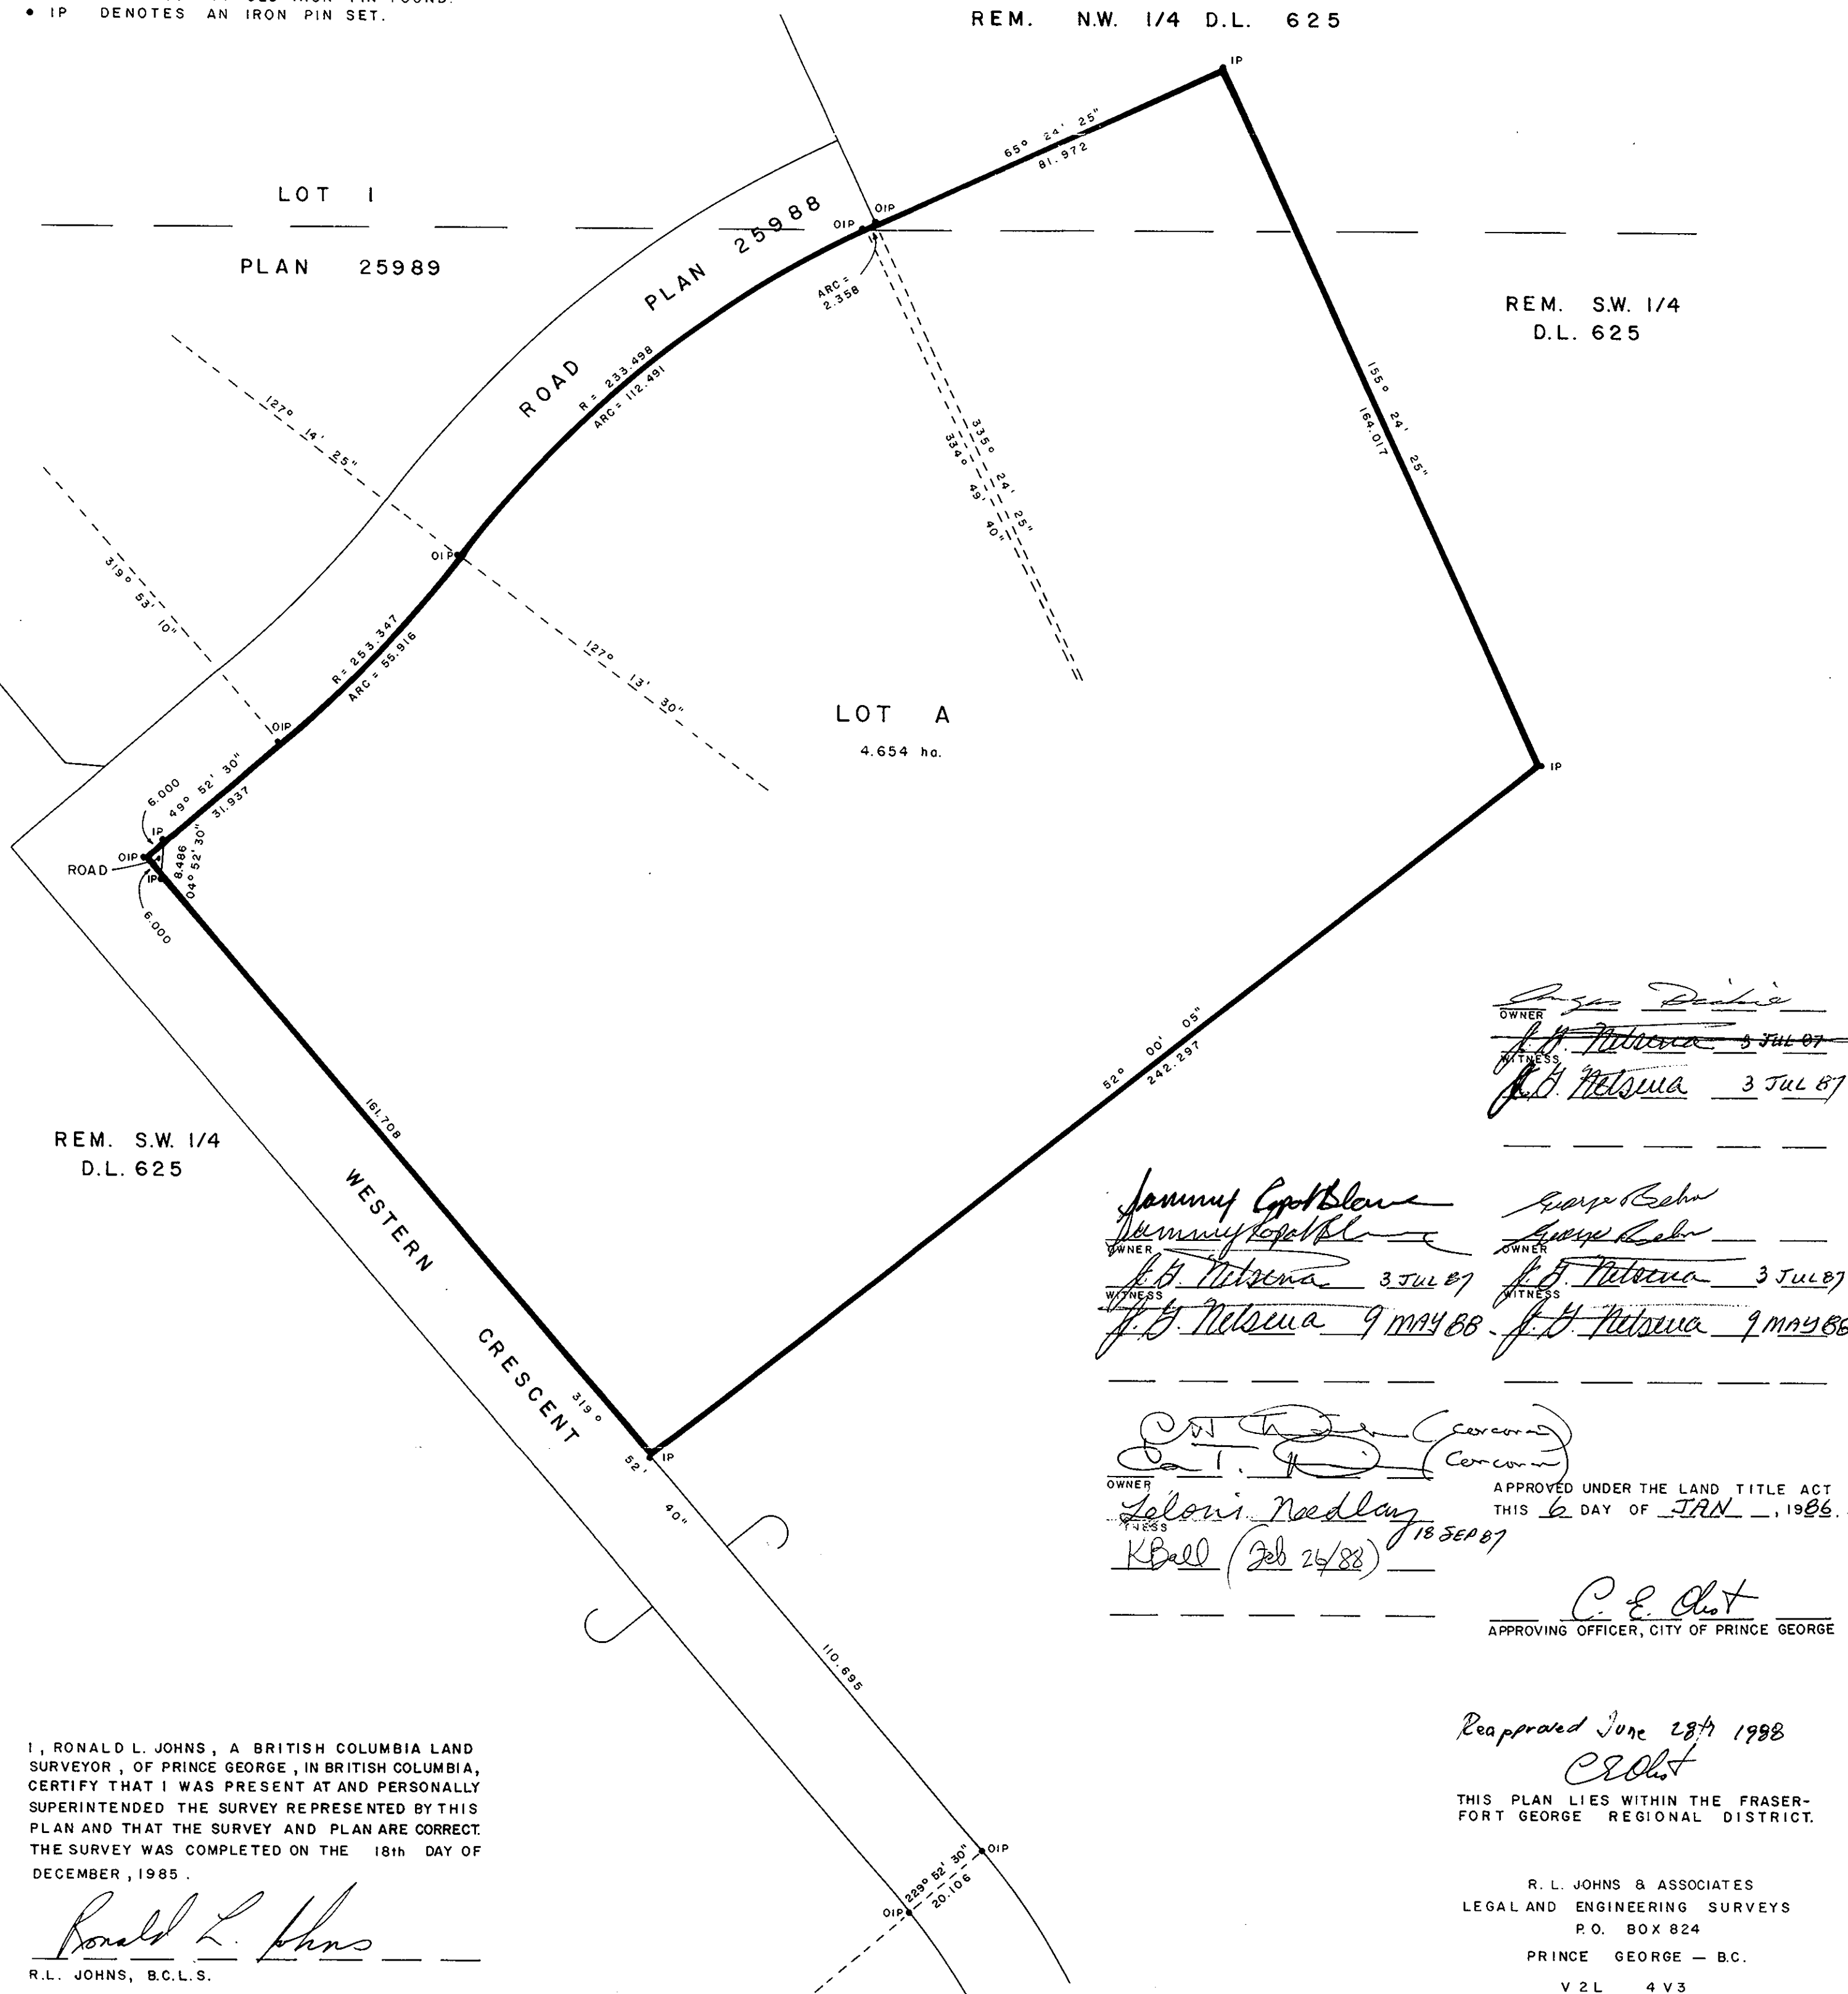 • IP DENOTES AN IRON PIN SET.
REM. N.W. 1/4 D.L. 625
IP
65° 24' 25"
81.972
LOT 1
PLAN 25989
ROAD PLAN 25988
OIP
OIP
ARC =
2.358
REM. S.W. 1/4
D.L. 625
R = 233.498
ARC = 112.491
155° 24' 25"
164.017
127° 14' 25"
335° 24' 25"
334° 49' 40"
OIP
319° 53' 10"
R = 253.347
ARC = 55.916
127° 13' 30"
OIP
LOT A
4.654 ha.
IP
49° 52' 30"
31.937
6.000
IP
OIP
ROAD
IP
8.486
04° 52' 30"
6.000
52° 00' 05"
242.297
161.708
REM. S.W. 1/4
D.L. 625
WESTERN CRESCENT
319° 52' 40"
IP
110.695
229° 52' 30"
20.106
OIP
OIP
OWNER
WITNESS
3 JUL 87
3 JUL 87
OWNER
OWNER
3 JUL 87
3 JUL 87
WITNESS
WITNESS
9 MAY 88
9 MAY 88
OWNER
18 SEP 87
K Ball (Feb 26/88)
APPROVED UNDER THE LAND TITLE ACT
THIS 6 DAY OF JAN, 1986.
APPROVING OFFICER, CITY OF PRINCE GEORGE
Reapproved June 28th 1988
THIS PLAN LIES WITHIN THE FRASER-
FORT GEORGE REGIONAL DISTRICT.
R. L. JOHNS & ASSOCIATES
LEGAL AND ENGINEERING SURVEYS
P.O. BOX 824
PRINCE GEORGE — B.C.
V2L 4V3
I, RONALD L. JOHNS, A BRITISH COLUMBIA LAND
SURVEYOR, OF PRINCE GEORGE, IN BRITISH COLUMBIA,
CERTIFY THAT I WAS PRESENT AT AND PERSONALLY
SUPERINTENDED THE SURVEY REPRESENTED BY THIS
PLAN AND THAT THE SURVEY AND PLAN ARE CORRECT.
THE SURVEY WAS COMPLETED ON THE 18th DAY OF
DECEMBER, 1985.
Ronald L. Johns
R.L. JOHNS, B.C.L.S.